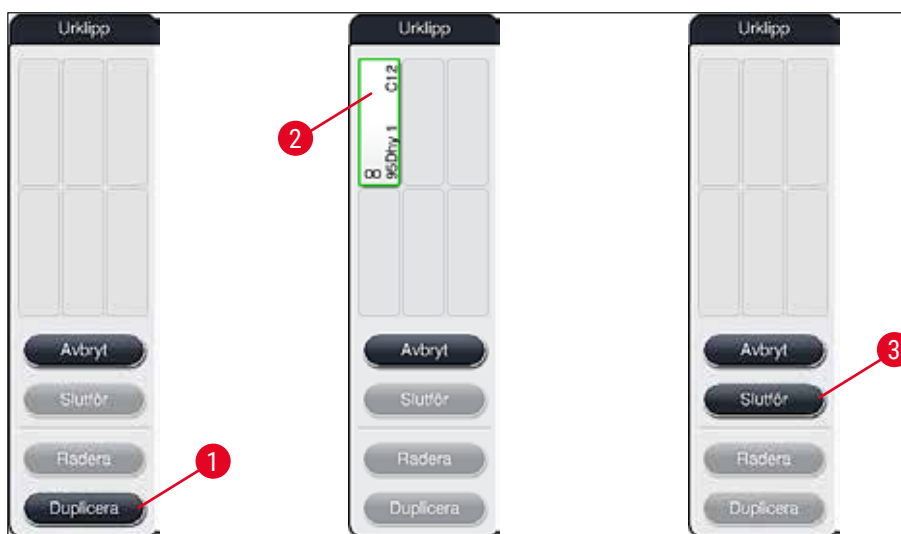 Urklipp
Avbryt
Slutför
Radera
Duplicera
1
Urklipp
C12
95Dhy 1
8
2
Avbryt
Slutför
Radera
Duplicera
Urklipp
Avbryt
Slutför
Radera
Duplicera
3